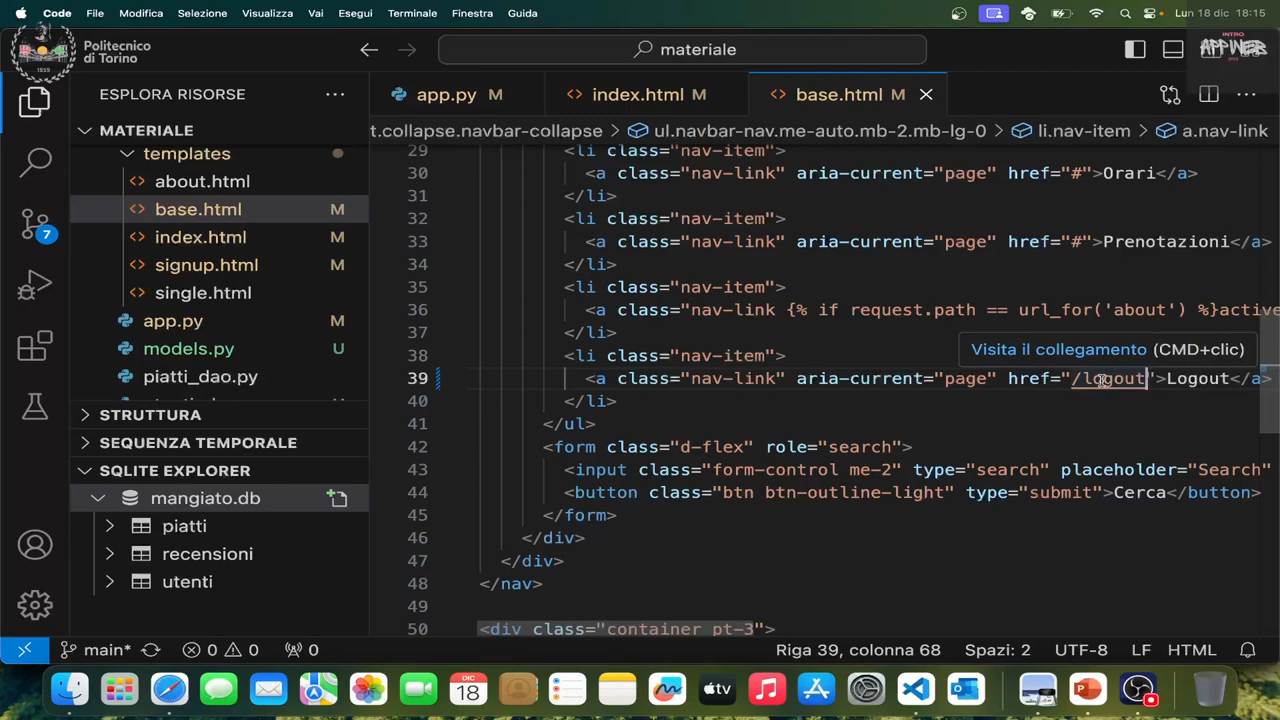 Code File Modifica Selezione Visualizza Vai Esegui Terminale Finestra Guida Lun 18 dic 18:15
Politecnico
di Torino
1859
materiale
INTRO
ESPLORA RISORSE ...
app.py M
index.html M
base.html M
MATERIALE
t.collapse.navbar-collapse > ul.navbar-nav.me-auto.mb-2.mb-lg-0 > li.nav-item > a.nav-link
templates
about.html
base.html M
index.html M
signup.html M
single.html
app.py M
models.py U
piatti_dao.py
STRUTTURA
SEQUENZA TEMPORALE
SQLITE EXPLORER
mangiato.db
piatti
recensioni
utenti
7
29 <li class="nav-item">
30 <a class="nav-link" aria-current="page" href="#">Orari</a>
31 </li>
32 <li class="nav-item">
33 <a class="nav-link" aria-current="page" href="#">Prenotazioni</a>
34 </li>
35 <li class="nav-item">
36 <a class="nav-link {% if request.path == url_for('about') %}active
37 </li>
38 <li class="nav-item">
Visita il collegamento (CMD+clic)
39 <a class="nav-link" aria-current="page" href="/logout">Logout</a>
40 </li>
41 </ul>
42 <form class="d-flex" role="search">
43 <input class="form-control me-2" type="search" placeholder="Search"
44 <button class="btn btn-outline-light" type="submit">Cerca</button>
45 </form>
46 </div>
47 </div>
48 </nav>
49
50 <div class="container pt-3">
main* 0 0 0 Riga 39, colonna 68 Spazi: 2 UTF-8 LF HTML
DIC
18
tv